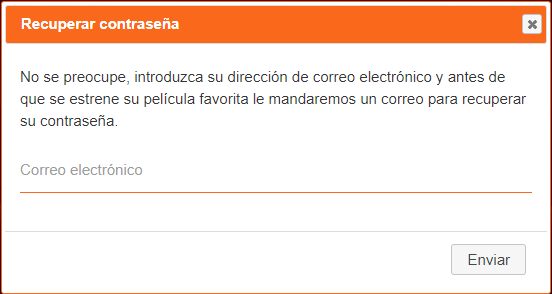 Recuperar contraseña
No se preocupe, introduzca su dirección de correo electrónico y antes de
que se estrene su película favorita le mandaremos un correo para recuperar
su contraseña.
Correo electrónico
Enviar